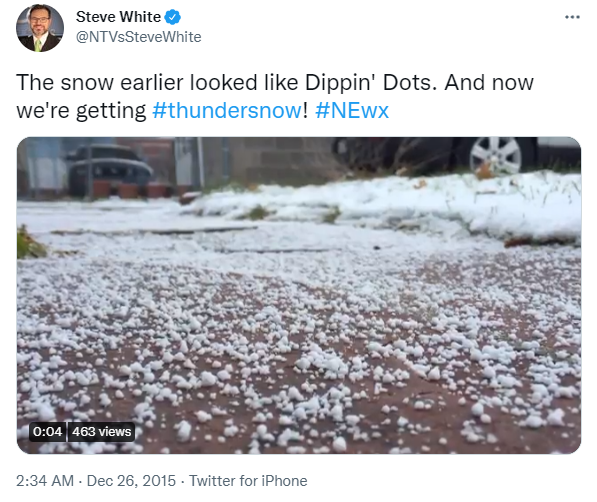 Steve White
@NTVsSteveWhite
The snow earlier looked like Dippin' Dots. And now
we're getting #thundersnow! #NEwx
0:04 463 views
2:34 AM · Dec 26, 2015 · Twitter for iPhone